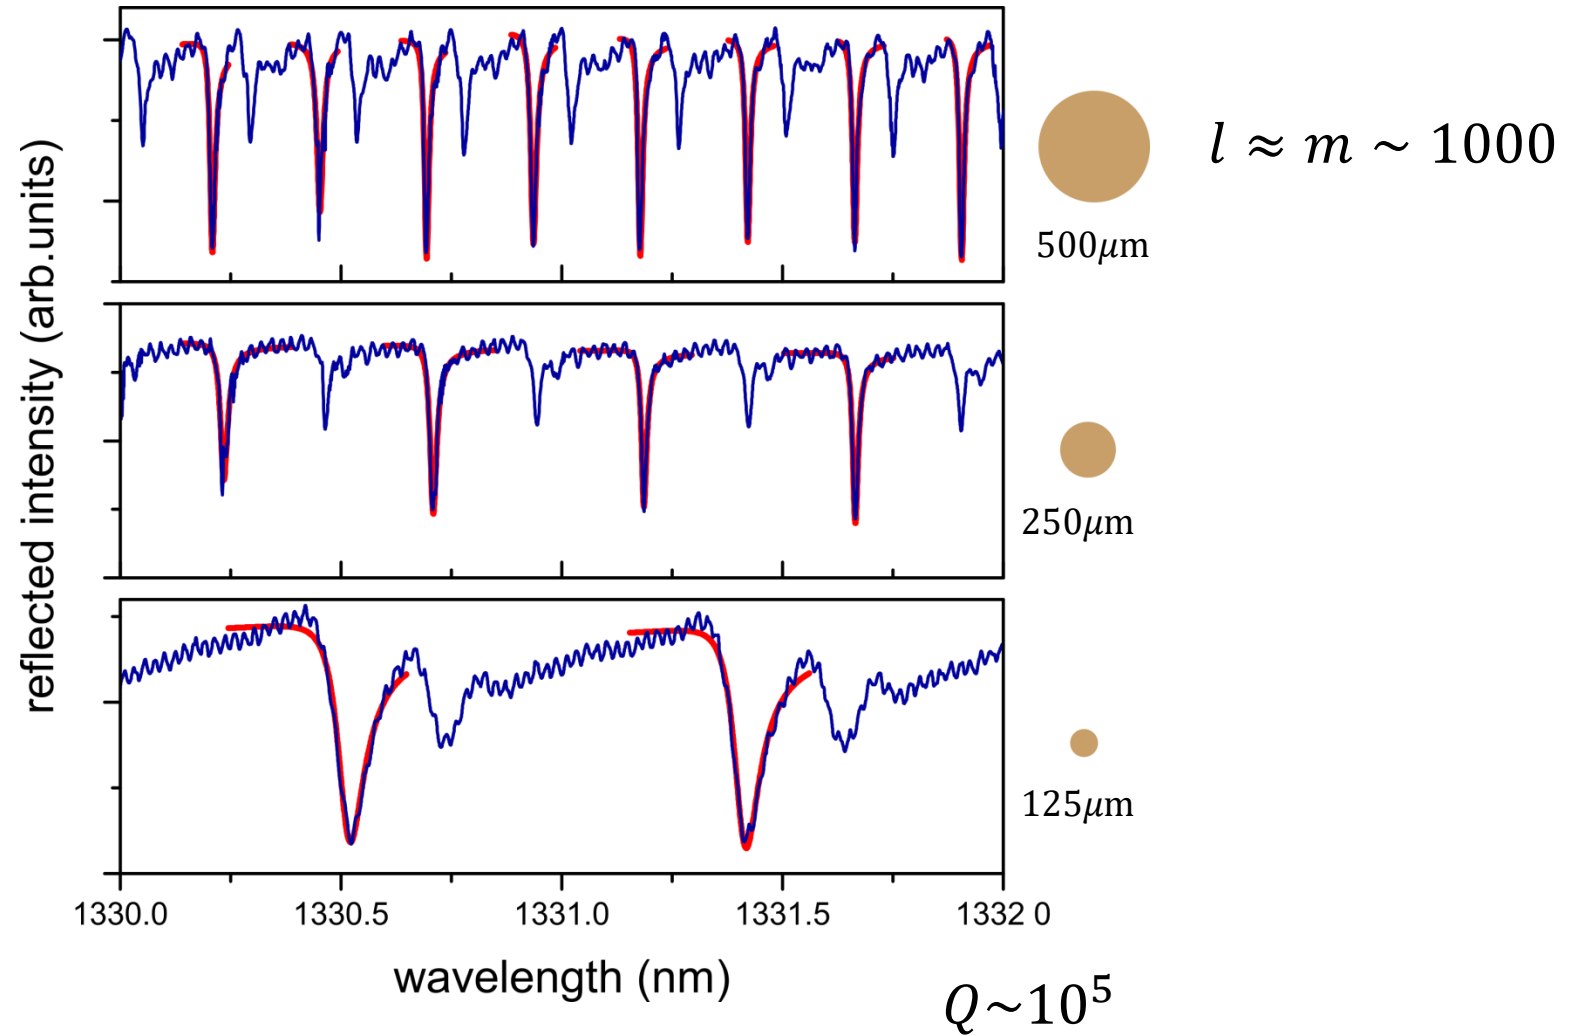 reflected intensity (arb.units)
l ≈ m ~ 1000
500μm
250μm
125μm
1330.0 1330.5 1331.0 1331.5 1332 0
wavelength (nm)
Q~10⁵